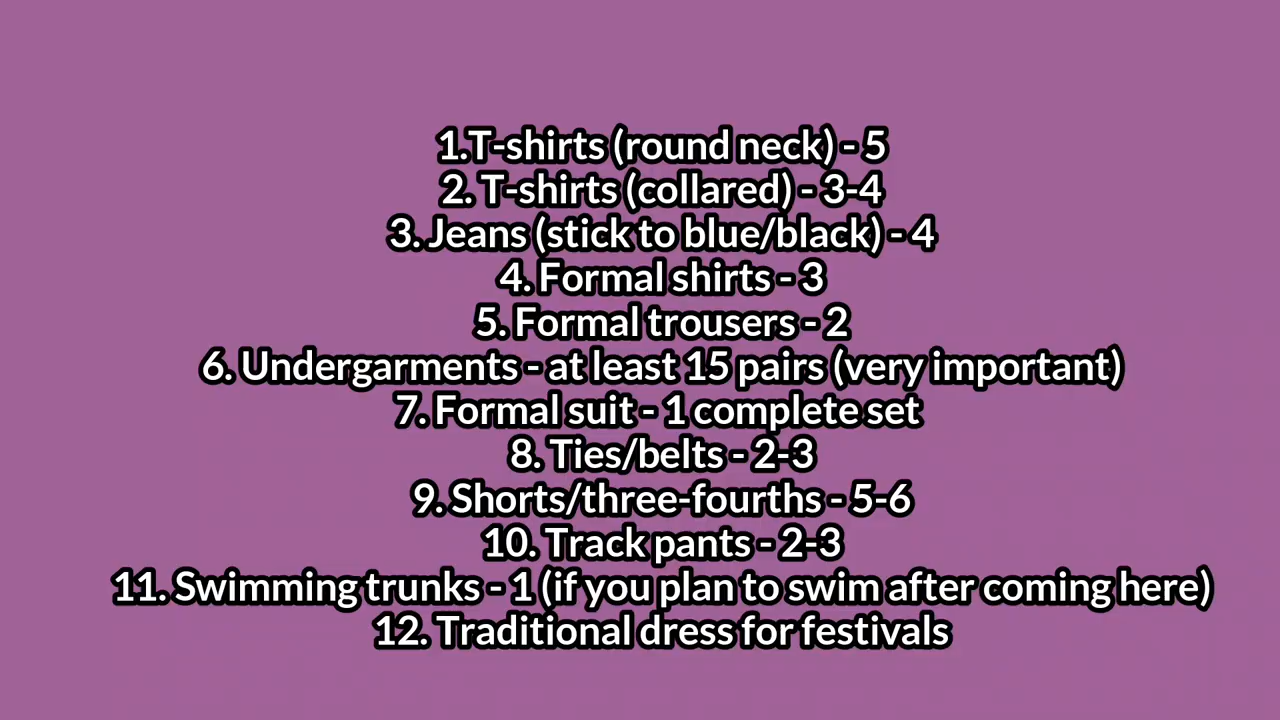 1.T-shirts (round neck) - 5
2. T-shirts (collared) - 3-4
3. Jeans (stick to blue/black) - 4
4. Formal shirts - 3
5. Formal trousers - 2
6. Undergarments - at least 15 pairs (very important)
7. Formal suit - 1 complete set
8. Ties/belts - 2-3
9. Shorts/three-fourths - 5-6
10. Track pants - 2-3
11. Swimming trunks - 1 (if you plan to swim after coming here)
12. Traditional dress for festivals